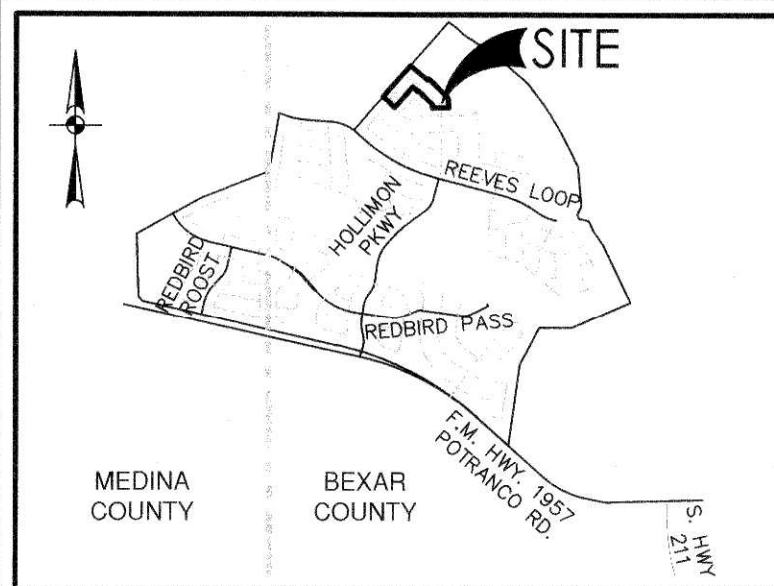 SITE
REEVES LOOP
HOLLIMON
PKWY
REDBIRD
ROOST
REDBIRD PASS
F.M. HWY. 1957
POTRANCO RD.
MEDINA
COUNTY
BEXAR
COUNTY
S. HWY
211